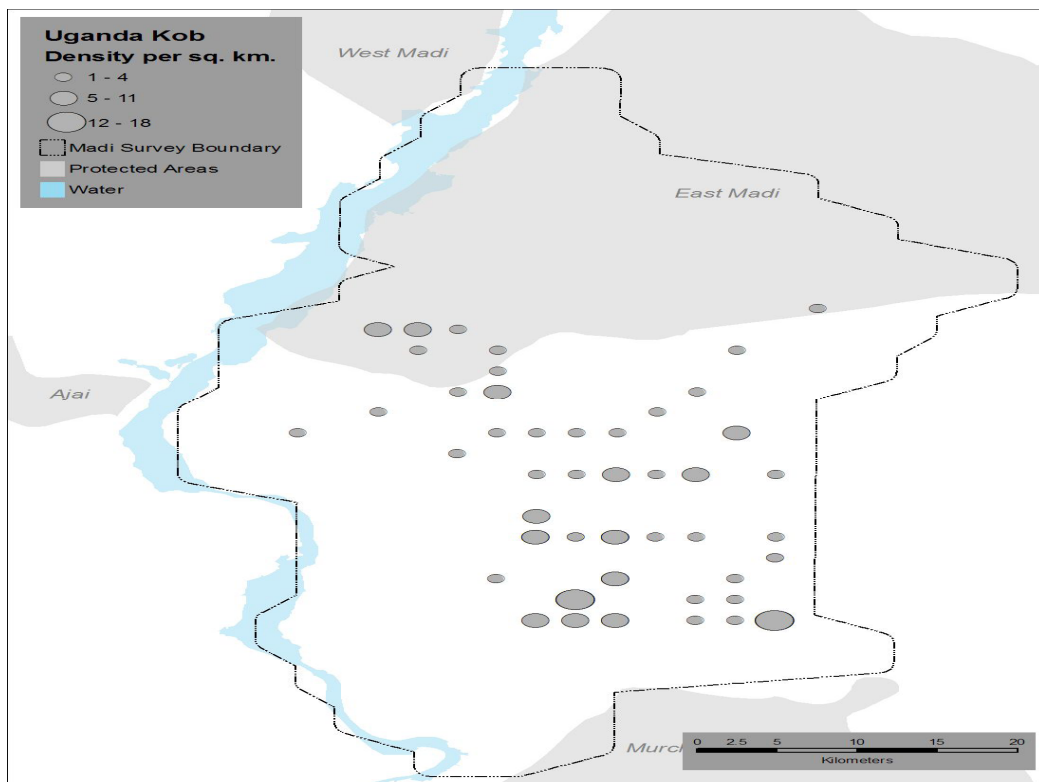 Uganda Kob
Density per sq. km.
1 - 4
5 - 11
12 - 18
Madi Survey Boundary
Protected Areas
Water
West Madi
East Madi
Ajai
0 2.5 5 10 15 20
Kilometers